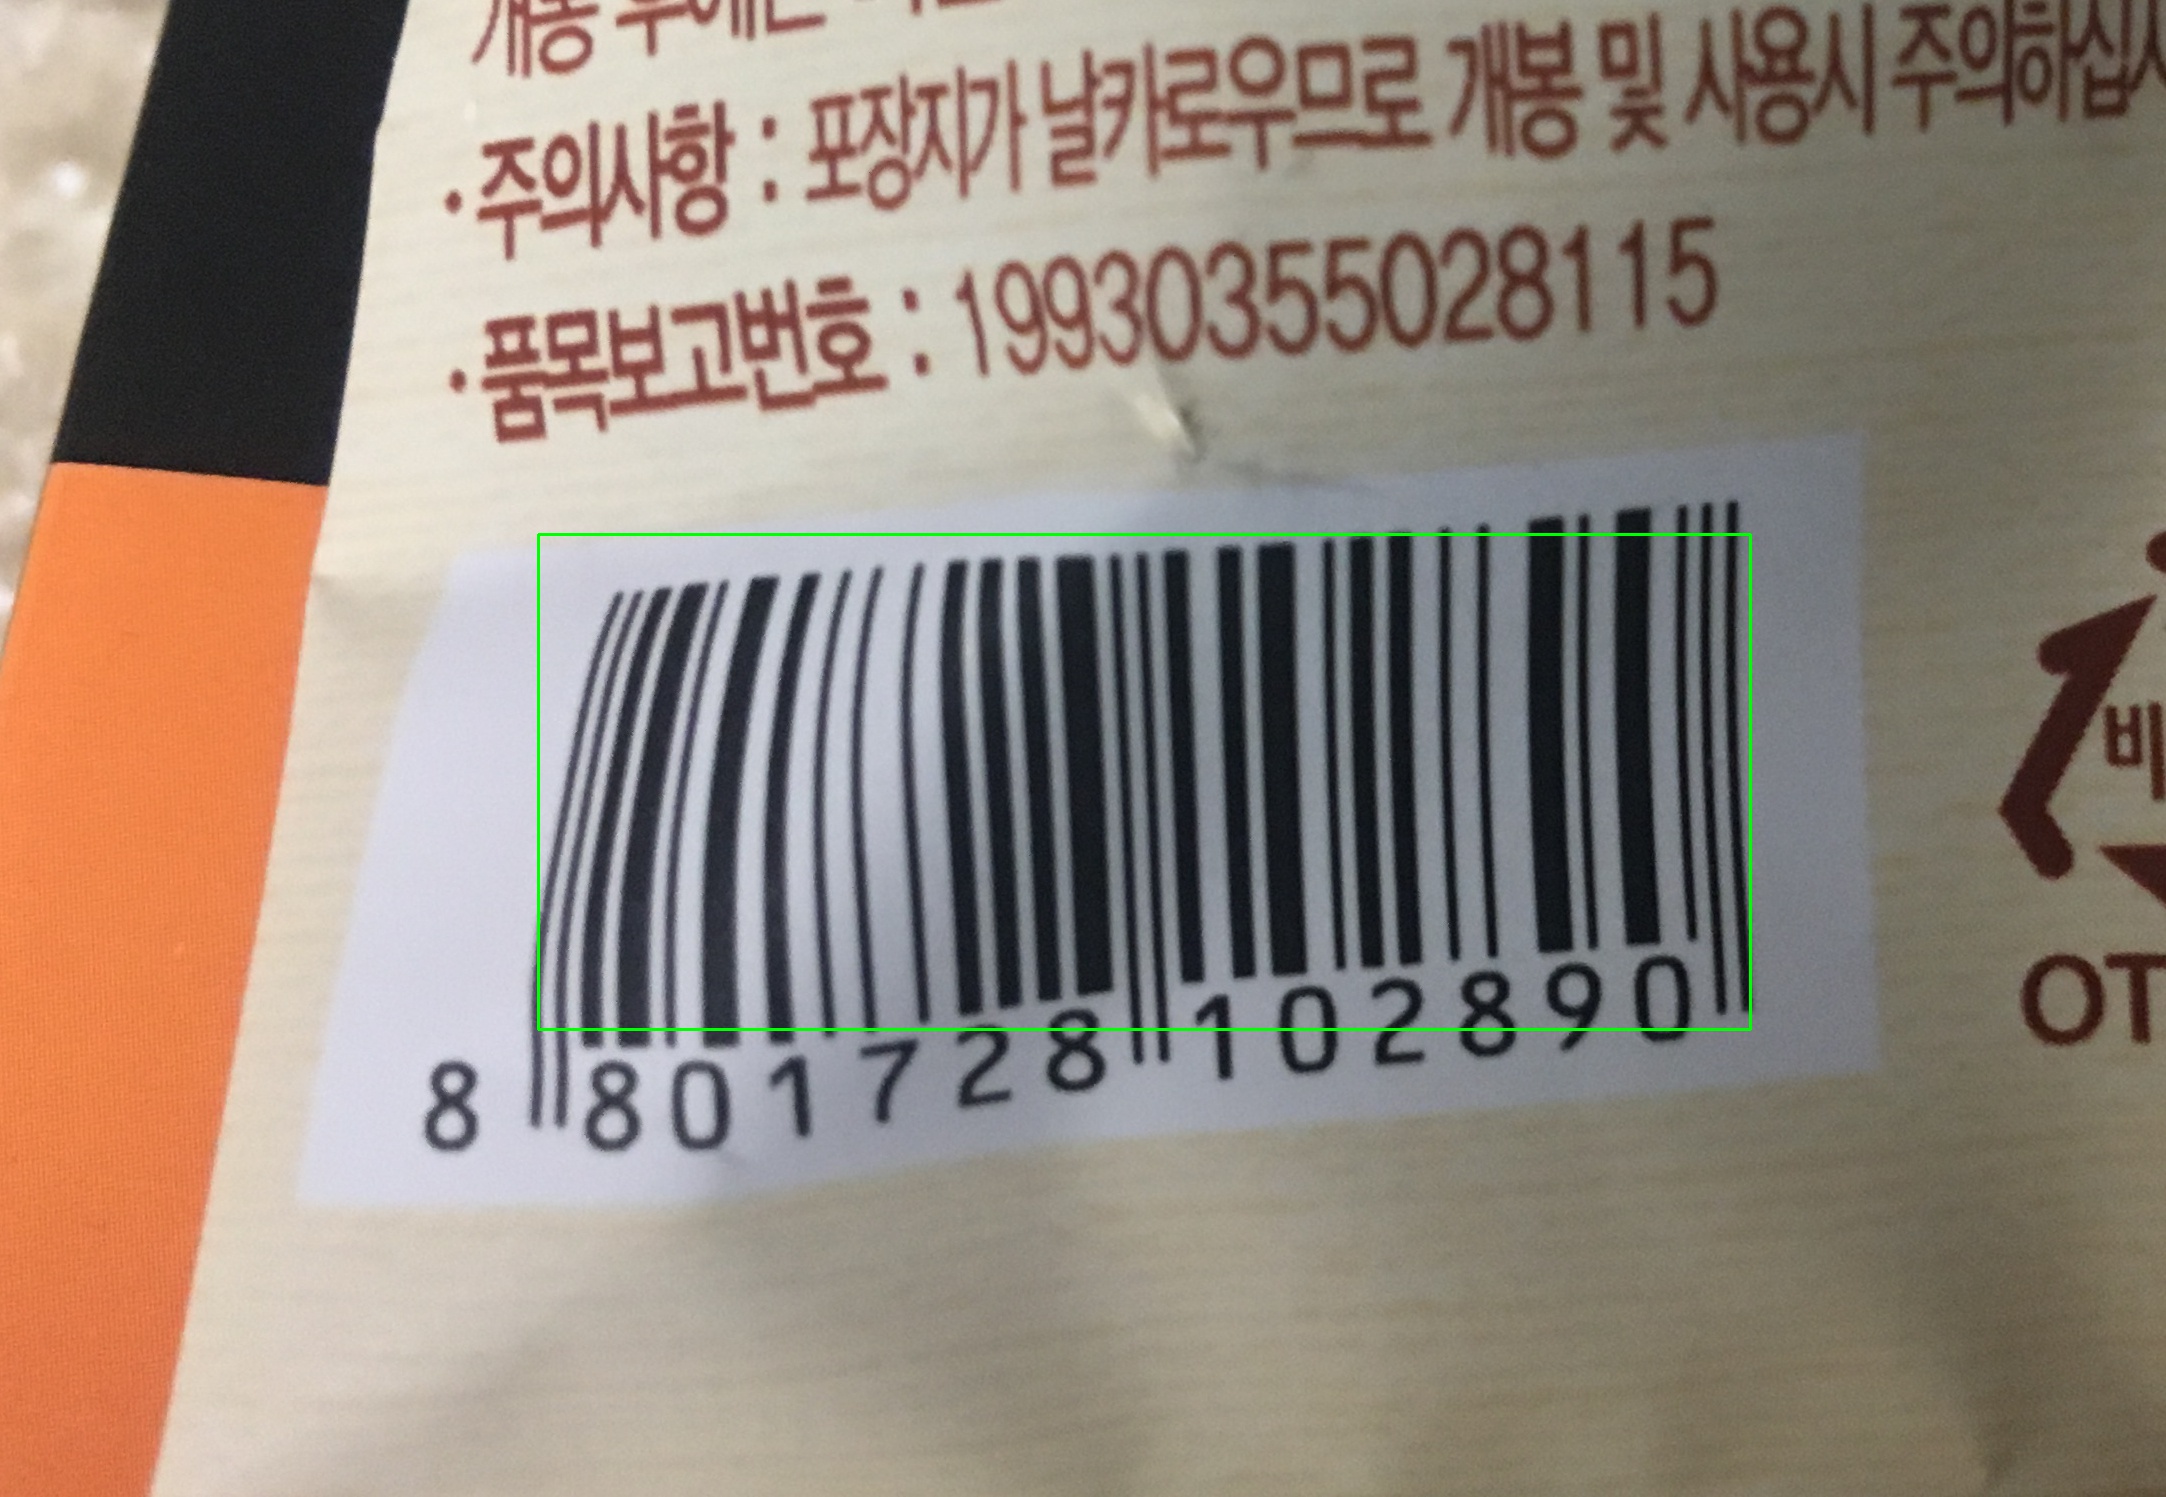 개봉 후에는
·주의사항 : 포장지가 날카로우므로 개봉 및 사용시 주의하십시
·품목보고번호 : 19930355028115
비
OT
8 801728 102890